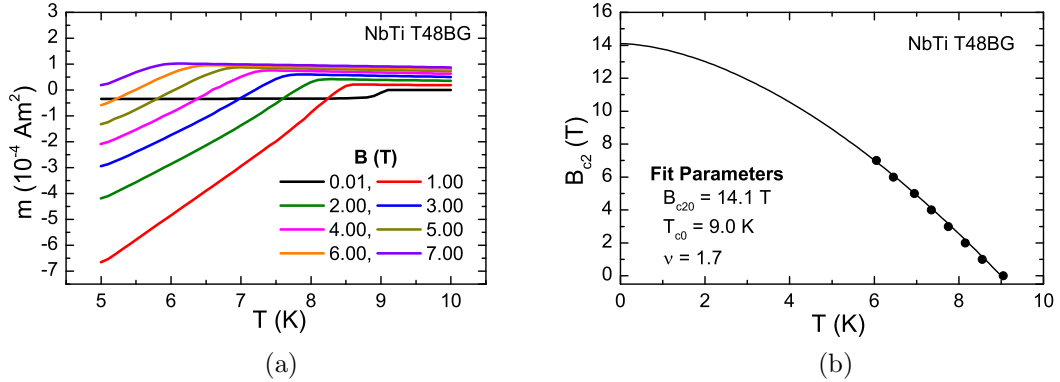 NbTi T48BG
3
2
1
0
-1
-2
-3
-4
-5
-6
-7
m (10⁻⁴ Am²)
B (T)
0.01, 1.00
2.00, 3.00
4.00, 5.00
6.00, 7.00
5 6 7 8 9 10
T (K)
(a)
NbTi T48BG
16
14
12
10
8
6
4
2
0
B_c2 (T)
Fit Parameters
B_c20 = 14.1 T
T_c0 = 9.0 K
ν = 1.7
0 2 4 6 8 10
T (K)
(b)